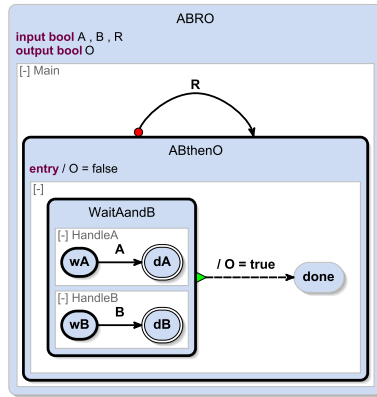 ABRO
input bool A , B , R
output bool O
[-] Main
R
ABthenO
entry / O = false
[-]
WaitAandB
[-] HandleA
wA
A
dA
/ O = true
done
[-] HandleB
wB
B
dB